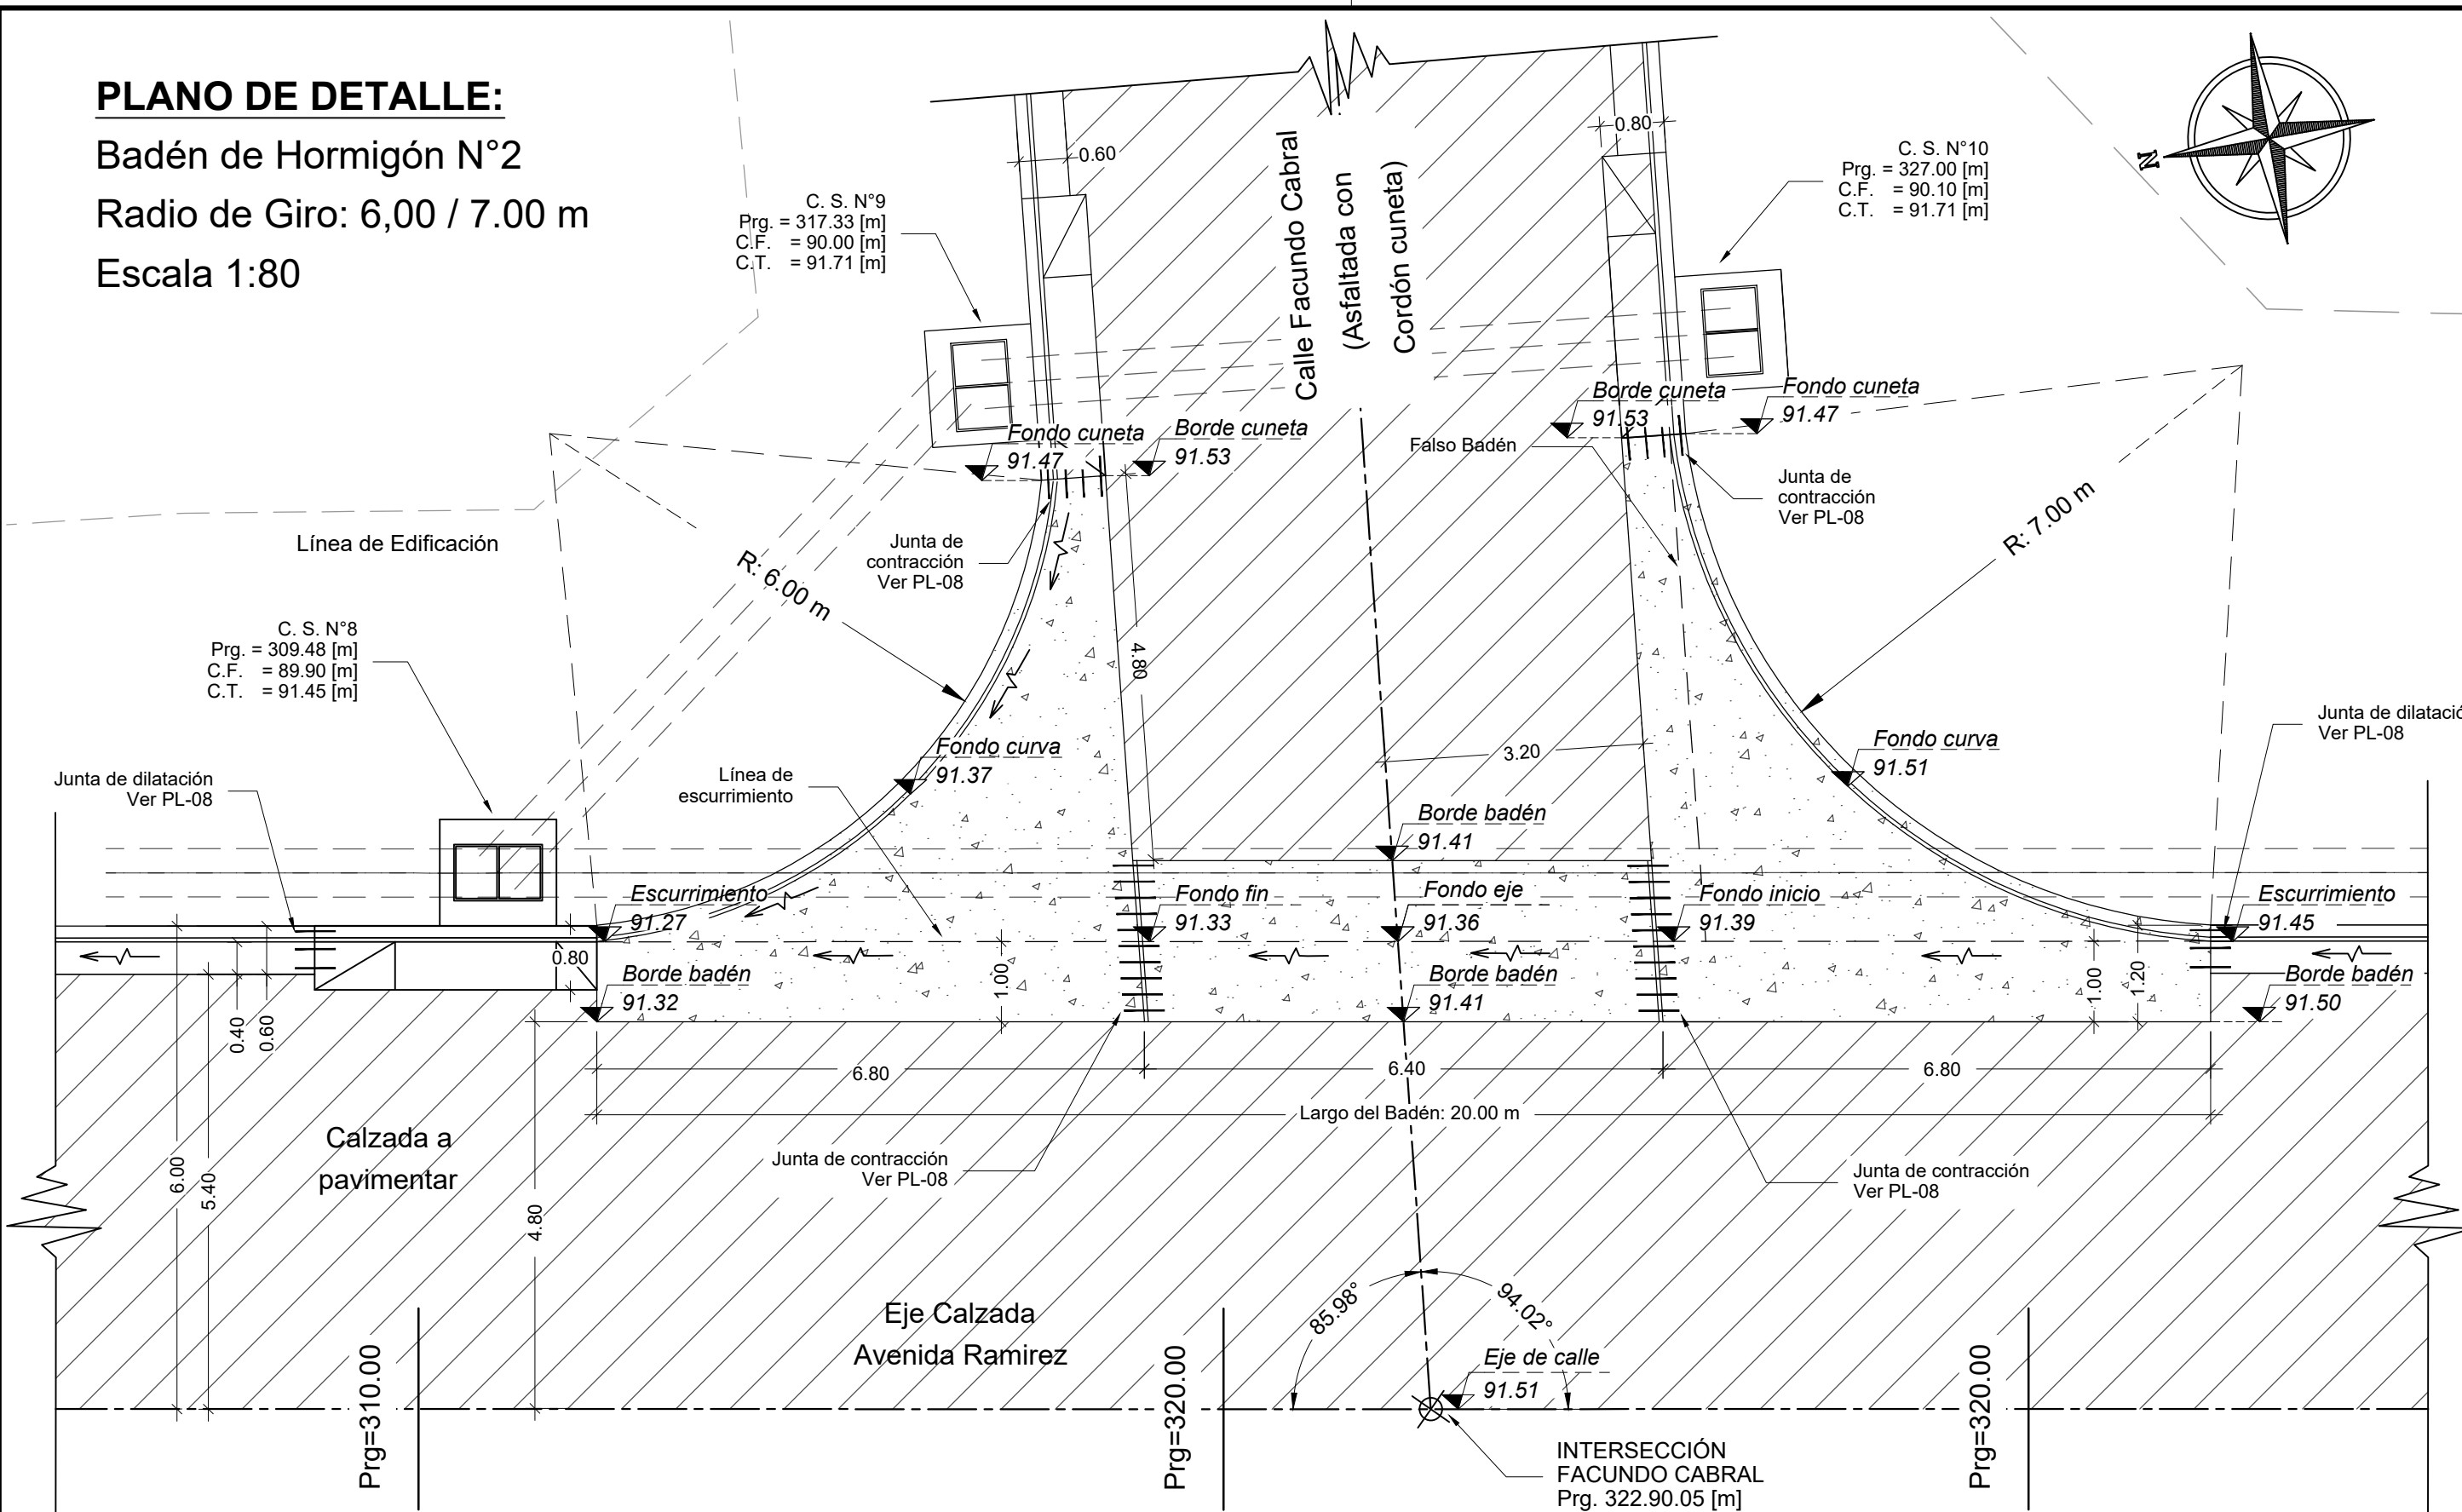 PLANO DE DETALLE:
Badén de Hormigón N°2
Radio de Giro: 6,00 / 7.00 m
Escala 1:80
N
C. S. N°9
Prg. = 317.33 [m]
C.F. = 90.00 [m]
C.T. = 91.71 [m]
0.60
Calle Facundo Cabral
(Asfaltada con
Cordón cuneta)
0.80
C. S. N°10
Prg. = 327.00 [m]
C.F. = 90.10 [m]
C.T. = 91.71 [m]
Fondo cuneta
91.47
Borde cuneta
91.53
Borde cuneta
91.53
Fondo cuneta
91.47
Falso Badén
Junta de
contracción
Ver PL-08
Línea de Edificación
R: 6.00 m
Junta de
contracción
Ver PL-08
R: 7.00 m
C. S. N°8
Prg. = 309.48 [m]
C.F. = 89.90 [m]
C.T. = 91.45 [m]
4.80
Junta de dilatació
Ver PL-08
Fondo curva
91.37
3.20
Fondo curva
91.51
Junta de dilatación
Ver PL-08
Línea de
escurrimiento
Borde badén
91.41
Escurrimiento
91.27
Fondo fin
91.33
Fondo eje
91.36
Fondo inicio
91.39
Escurrimiento
91.45
0.80
Borde badén
91.32
1.00
Borde badén
91.41
1.00
1.20
Borde badén
91.50
0.40
0.60
6.80
6.40
6.80
Largo del Badén: 20.00 m
Calzada a
pavimentar
6.00
5.40
4.80
Junta de contracción
Ver PL-08
Junta de contracción
Ver PL-08
85.98°
94.02°
Eje Calzada
Avenida Ramirez
Eje de calle
91.51
Prg=310.00
Prg=320.00
Prg=320.00
INTERSECCIÓN
FACUNDO CABRAL
Prg. 322.90.05 [m]